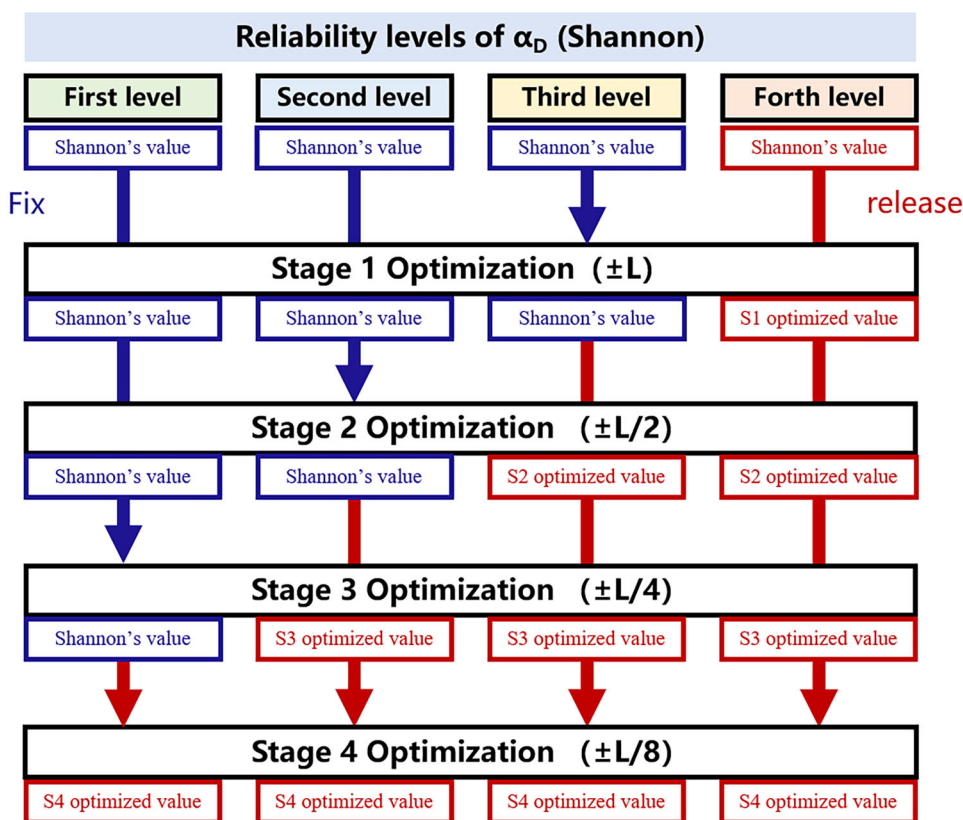 Reliability levels of αD (Shannon)
First level
Second level
Third level
Forth level
Shannon's value
Shannon's value
Shannon's value
Shannon's value
Fix
release
Stage 1 Optimization (±L)
Shannon's value
Shannon's value
Shannon's value
S1 optimized value
Stage 2 Optimization (±L/2)
Shannon's value
Shannon's value
S2 optimized value
S2 optimized value
Stage 3 Optimization (±L/4)
Shannon's value
S3 optimized value
S3 optimized value
S3 optimized value
Stage 4 Optimization (±L/8)
S4 optimized value
S4 optimized value
S4 optimized value
S4 optimized value